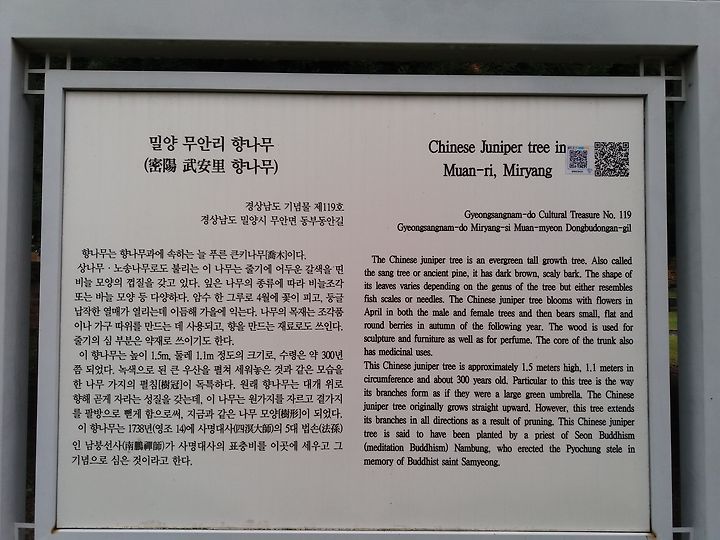 밀양 무안리 향나무
(密陽 武安里 향나무)
경상남도 기념물 제119호
경상남도 밀양시 무안면 동부동안길
향나무는 향나무과에 속하는 늘 푸른 큰키나무[喬木]이다.
상나무 · 노송나무로도 불리는 이 나무는 줄기에 어두운 갈색을 띤
비늘 모양의 껍질을 갖고 있다. 잎은 나무의 종류에 따라 비늘조각
또는 바늘 모양 등 다양하다. 암수 한 그루로 4월에 꽃이 피고, 둥글
납작한 열매가 열리는데 이듬해 가을에 익는다. 나무의 목재는 조각품
이나 가구 따위를 만드는 데 사용되고, 향을 만드는 재료로도 쓰인다.
줄기의 심 부분은 약재로 쓰이기도 한다.
이 향나무는 높이 1.5m, 둘레 1.1m 정도의 크기로, 수령은 약 300년
쯤 되었다. 녹색으로 된 큰 우산을 펼쳐 세워놓은 것과 같은 모습을
한 나무 가지의 펼침[樹冠]이 독특하다. 원래 향나무는 대개 위로
향해 곧게 자라는 성질을 갖는데, 이 나무는 원가지를 자르고 곁가지
를 팔방으로 뻗게 함으로써, 지금과 같은 나무 모양[樹形]이 되었다.
이 향나무는 1738년(영조 14)에 사명대사(四溟大師)의 5대 법손(法孫)
인 남붕선사(南鵬禪師)가 사명대사의 표충비를 이곳에 세우고 그
기념으로 심은 것이라고 한다.
Chinese Juniper tree in
Muan-ri, Miryang
Gyeongsangnam-do Cultural Treasure No. 119
Gyeongsangnam-do Miryang-si Muan-myeon Dongbudongan-gil
The Chinese juniper tree is an evergreen tall growth tree. Also called
the sang tree or ancient pine, it has dark brown, scaly bark. The shape of
its leaves varies depending on the genus of the tree but either resembles
fish scales or needles. The Chinese juniper tree blooms with flowers in
April in both the male and female trees and then bears small, flat and
round berries in autumn of the following year. The wood is used for
sculpture and furniture as well as for perfume. The core of the trunk also
has medicinal uses.
This Chinese juniper tree is approximately 1.5 meters high, 1.1 meters in
circumference and about 300 years old. Particular to this tree is the way
its branches form as if they were a large green umbrella. The Chinese
juniper tree originally grows straight upward. However, this tree extends
its branches in all directions as a result of pruning. This Chinese juniper
tree is said to have been planted by a priest of Seon Buddhism
(meditation Buddhism) Nambung, who erected the Pyochung stele in
memory of Buddhist saint Samyeong.